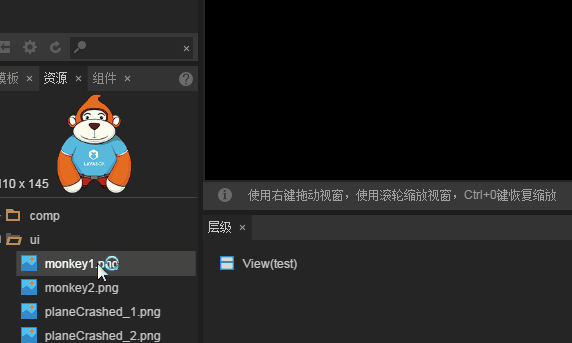 模板 × 资源 × 组件 × ?
LAYABOX
110 x 145
comp
ui
monkey1.png
monkey2.png
planeCrashed_1.png
planeCrashed_2.png
使用右键拖动视窗，使用滚轮缩放视窗，Ctrl+0键恢复缩放
层级 ×
View(test)